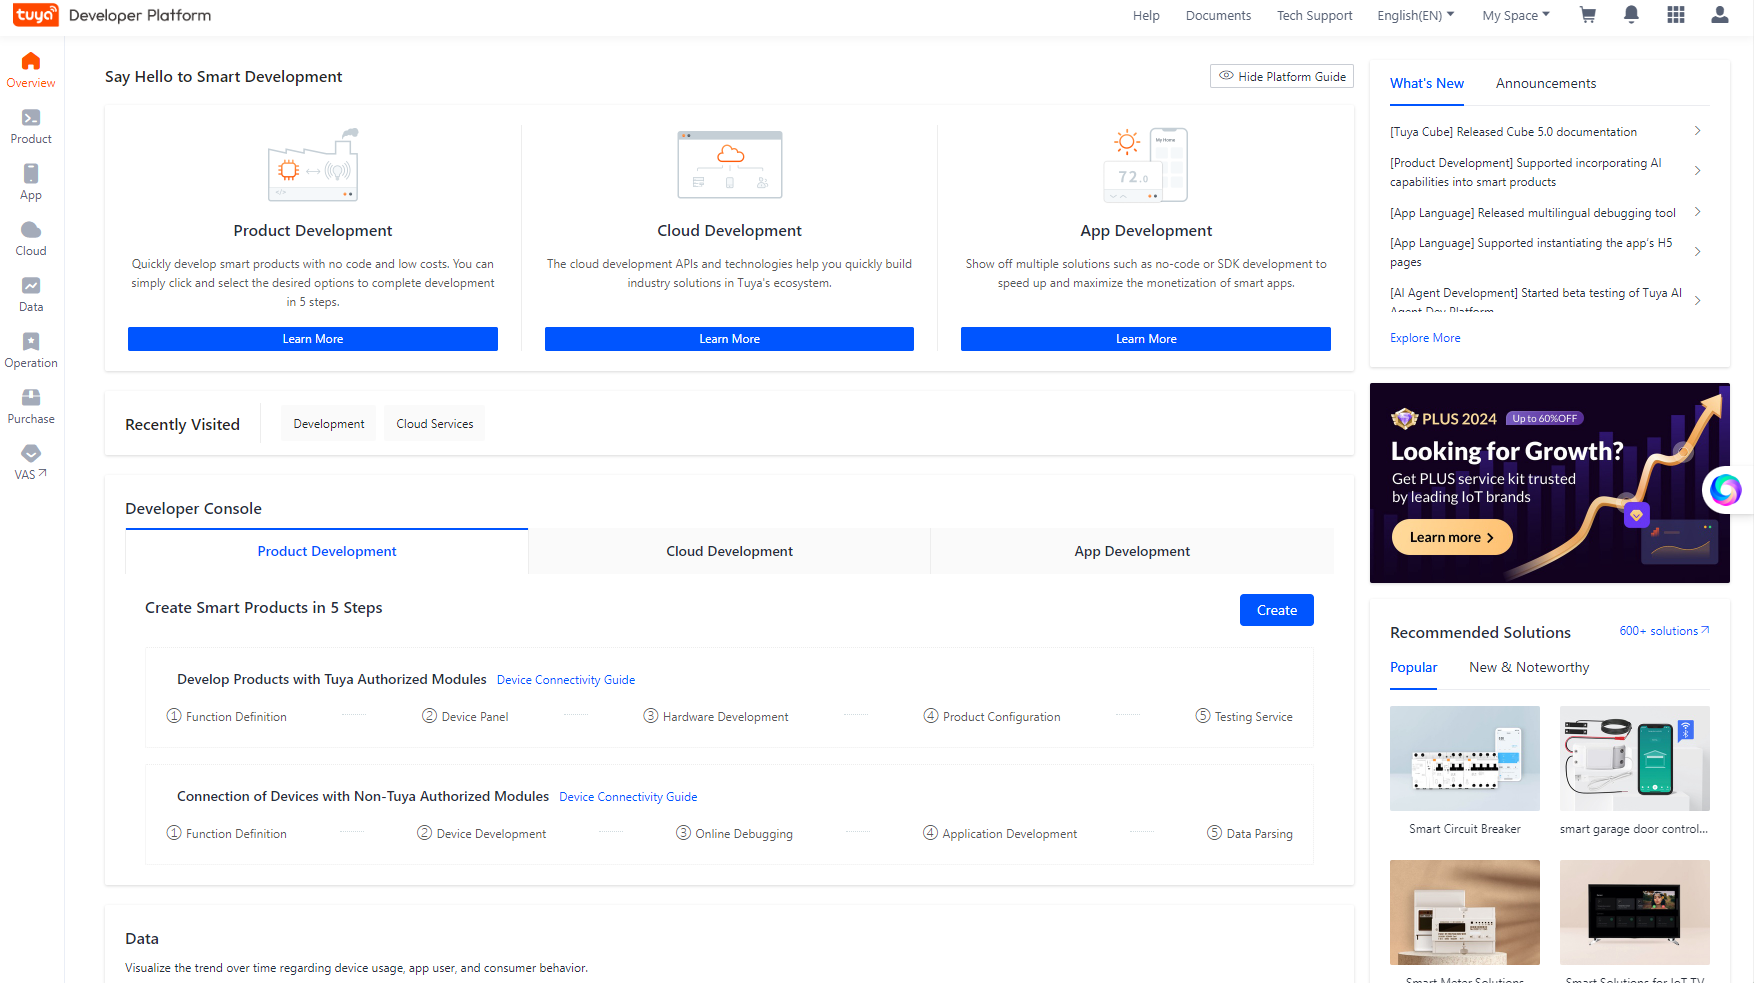 tuya Developer Platform
Help
Documents
Tech Support
English(EN)
My Space
Overview
Product
App
Cloud
Data
Operation
Purchase
VAS
Say Hello to Smart Development
Hide Platform Guide
Product Development
Quickly develop smart products with no code and low costs. You can
simply click and select the desired options to complete development
in 5 steps.
Learn More
Cloud Development
The cloud development APIs and technologies help you quickly build
industry solutions in Tuya's ecosystem.
Learn More
My Home
72.0
App Development
Show off multiple solutions such as no-code or SDK development to
speed up and maximize the monetization of smart apps.
Learn More
Recently Visited
Development
Cloud Services
Developer Console
Product Development
Cloud Development
App Development
Create Smart Products in 5 Steps
Create
Develop Products with Tuya Authorized Modules Device Connectivity Guide
① Function Definition ② Device Panel ③ Hardware Development ④ Product Configuration ⑤ Testing Service
Connection of Devices with Non-Tuya Authorized Modules Device Connectivity Guide
① Function Definition ② Device Development ③ Online Debugging ④ Application Development ⑤ Data Parsing
Data
Visualize the trend over time regarding device usage, app user, and consumer behavior.
What's New
Announcements
[Tuya Cube] Released Cube 5.0 documentation
[Product Development] Supported incorporating AI
capabilities into smart products
[App Language] Released multilingual debugging tool
[App Language] Supported instantiating the app's H5
pages
[AI Agent Development] Started beta testing of Tuya AI
Agent Dev Platform
Explore More
PLUS 2024 Up to 60%OFF
Looking for Growth?
Get PLUS service kit trusted
by leading IoT brands
Learn more
Recommended Solutions
600+ solutions
Popular
New & Noteworthy
Smart Circuit Breaker
smart garage door control...
Smart Meter Solutions
Smart Solutions for IoT TV